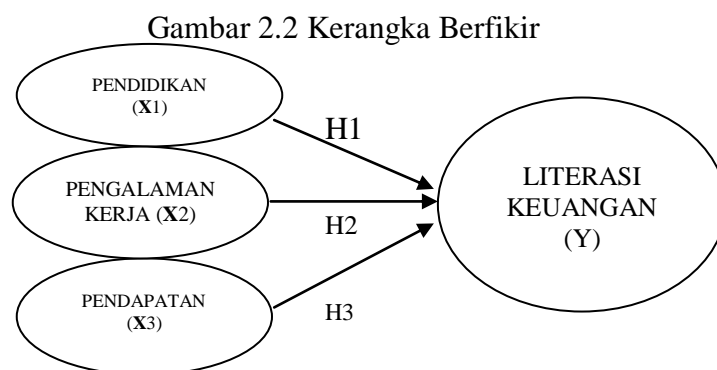 Gambar 2.2 Kerangka Berfikir
PENDIDIKAN
(X1)
H1
PENGALAMAN
KERJA (X2)
H2
LITERASI
KEUANGAN
(Y)
PENDAPATAN
(X3)
H3